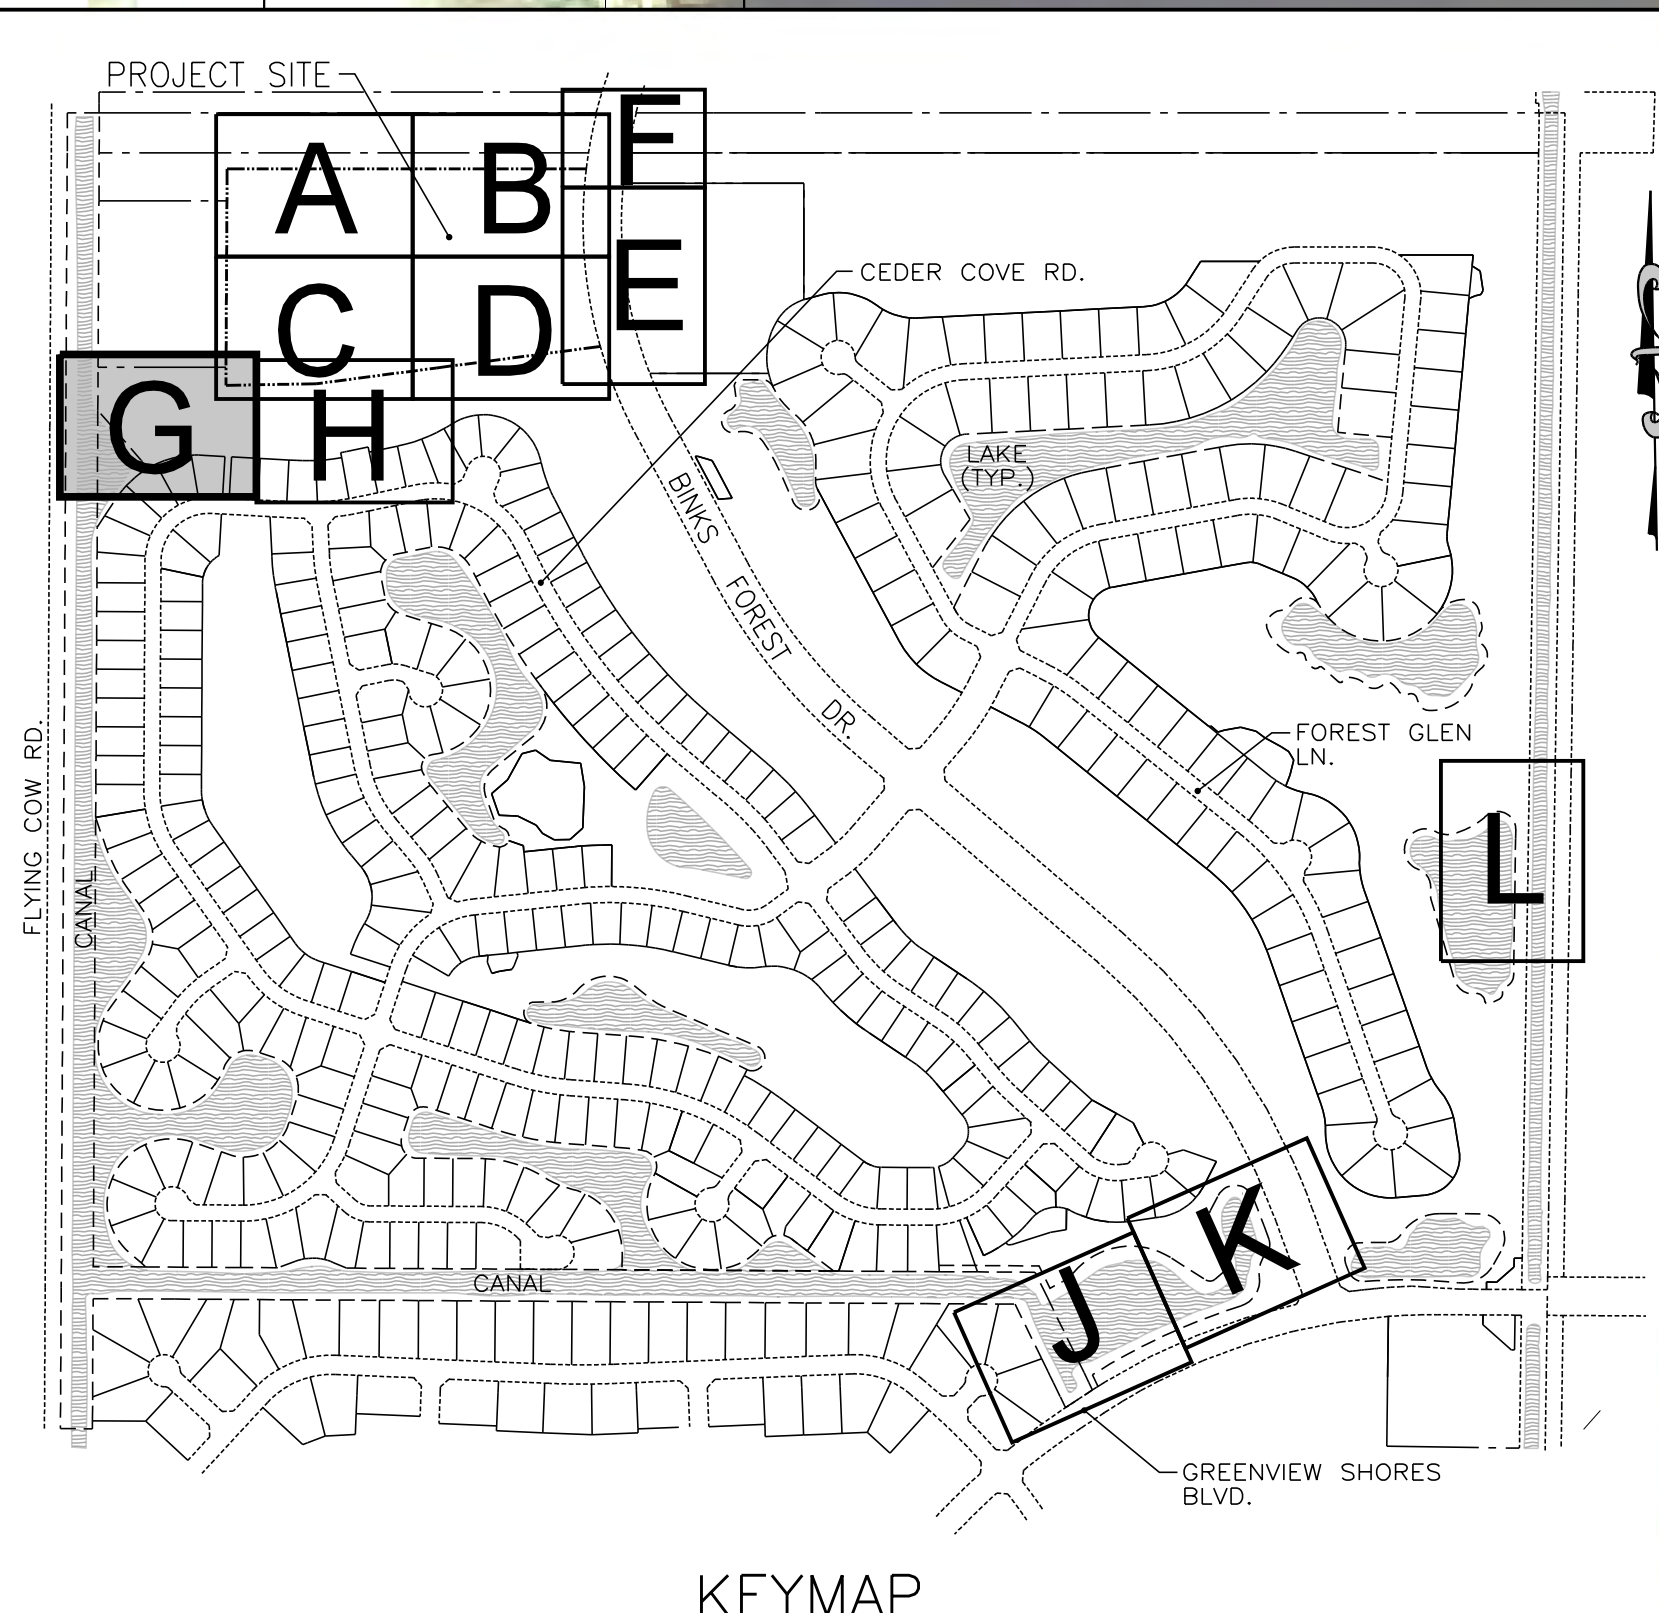 PROJECT SITE
F
A
B
E
C
D
CEDER COVE RD.
G
H
LAKE
(TYP.)
BINKS FOREST DR.
FOREST GLEN
LN.
FLYING COW RD.
CANAL
L
K
J
CANAL
GREENVIEW SHORES
BLVD.
KEYMAP